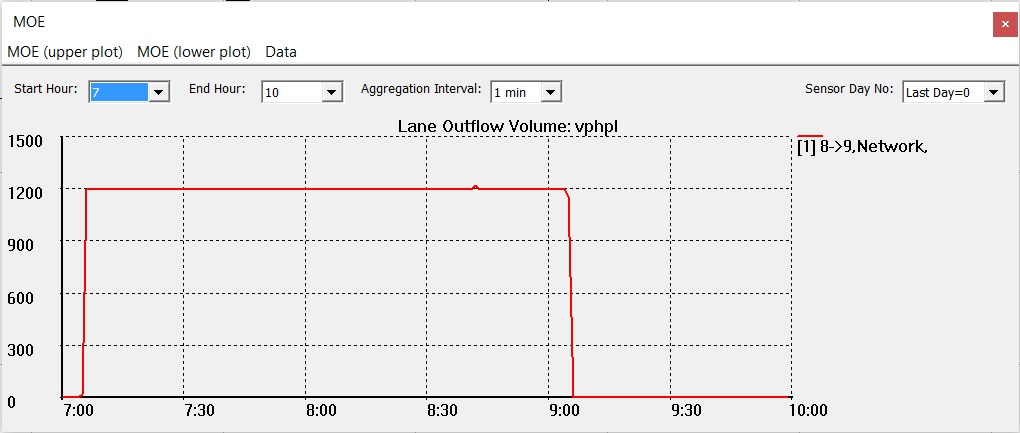 MOE
MOE (upper plot) MOE (lower plot) Data
Start Hour: 7 End Hour: 10 Aggregation Interval: 1 min Sensor Day No: Last Day=0
Lane Outflow Volume: vphpl
[1] 8->9,Network,
1500
1200
900
600
300
0
7:00 7:30 8:00 8:30 9:00 9:30 10:00